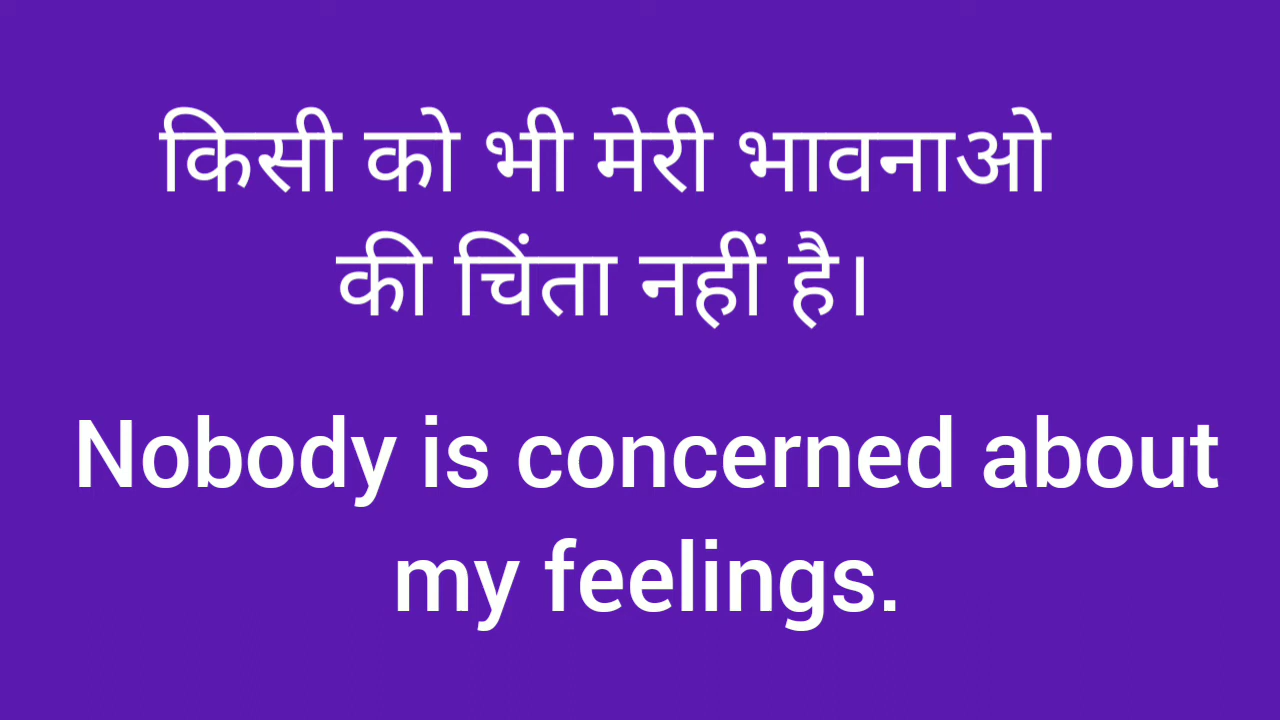 किसी को भी मेरी भावनाओ
की चिंता नहीं है।
Nobody is concerned about
my feelings.